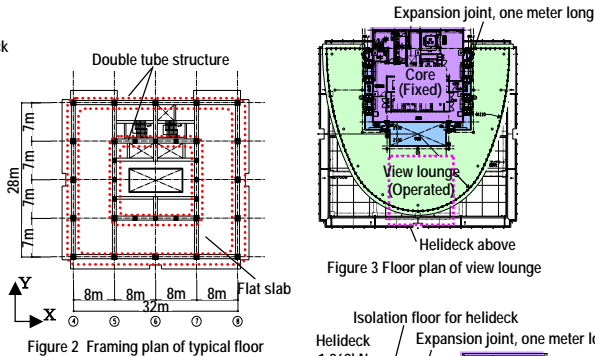 ck
Double tube structure
7m
7m
7m
7m
28m
8m 8m 8m 8m
32m
Flat slab
Y
X
4 5 6 7 8
Figure 2 Framing plan of typical floor
Expansion joint, one meter long
Core
(Fixed)
View lounge
(Operated)
Helideck above
Figure 3 Floor plan of view lounge
Isolation floor for helideck
Helideck
Expansion joint, one meter lo